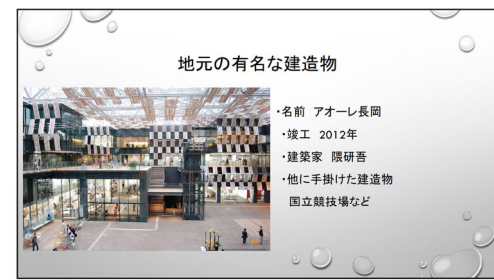 地元の有名な建造物
・名前 アオーレ長岡
・竣工 2012年
・建築家 隈研吾
・他に手掛けた建造物
国立競技場など